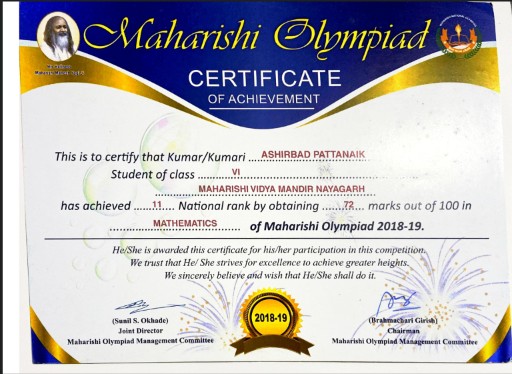 Maharishi Olympiad
CERTIFICATE
OF ACHIEVEMENT
This is to certify that Kumar/Kumari ... ASHIRBAD PATTANAIK
Student of class ... VI ...
MAHARISHI VIDYA MANDIR NAYAGARH
has achieved ... 11 ... National rank by obtaining ... 72 ... marks out of 100 in
... MATHEMATICS ... of Maharishi Olympiad 2018-19.
He/She is awarded this certificate for his/her participation in this competition.
We trust that He/ She strives for excellence to achieve greater heights.
We sincerely believe and wish that He/She shall do it.
2018-19
(Sunil S. Okhade)
Joint Director
Maharishi Olympiad Management Committee
(Brahmachari Girish)
Chairman
Maharishi Olympiad Management Committee